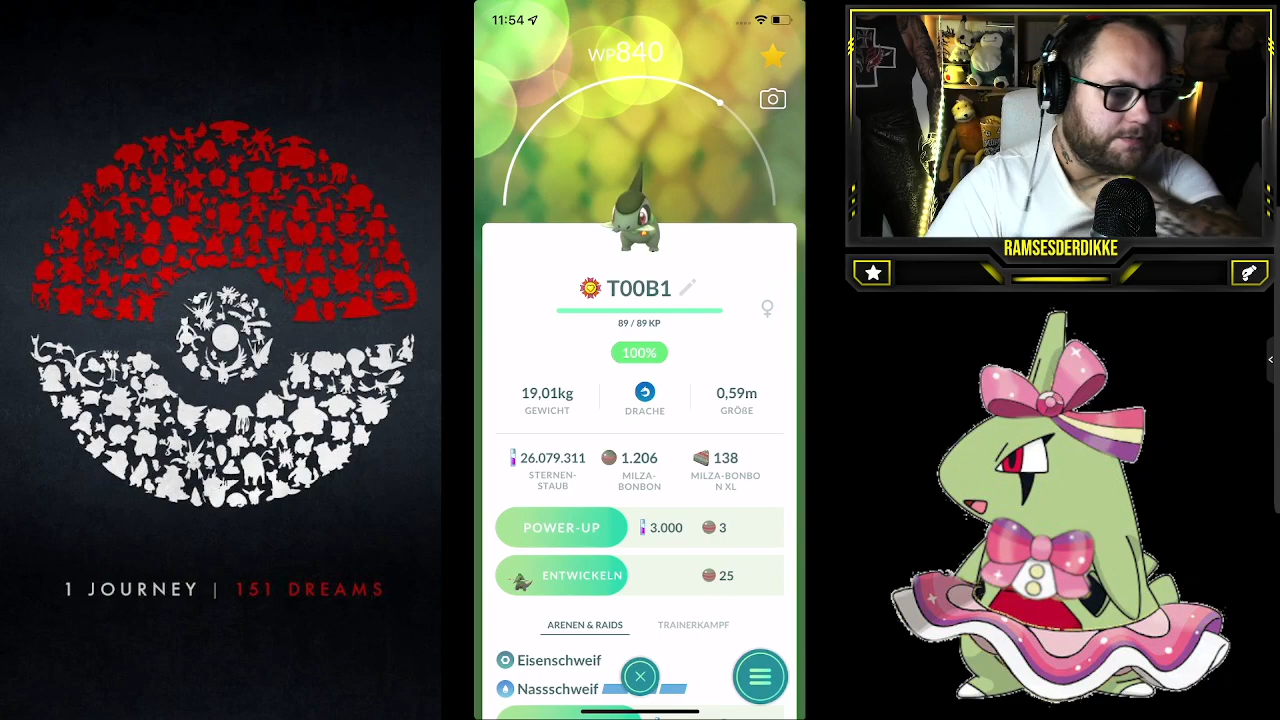 11:54
WP840
T00B1
89 / 89 KP
100%
19,01kg
GEWICHT
DRACHE
0,59m
GRÖßE
26.079.311
STERNEN-
STAUB
1.206
MILZA-
BONBON
138
MILZA-BONBO
N XL
POWER-UP
3.000
3
ENTWICKELN
25
ARENEN & RAIDS
TRAINERKAMPF
Eisenschweif
Nassschweif
1 JOURNEY | 151 DREAMS
RAMSESDERDIKKE